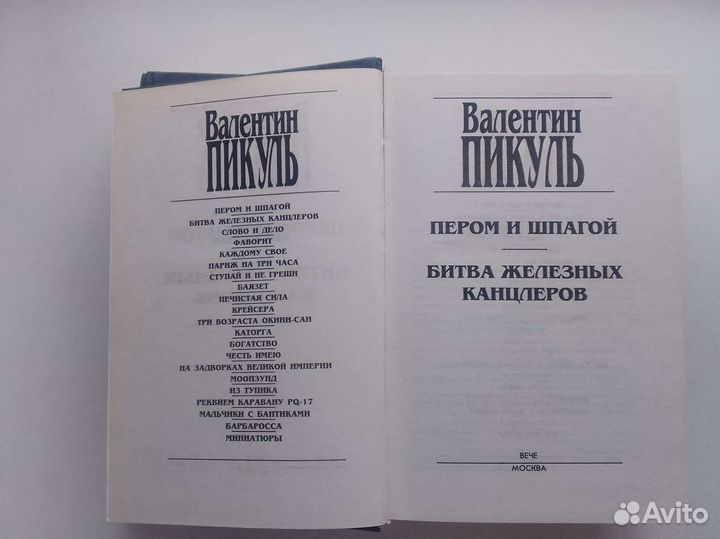 Валентин
ПИКУЛЬ
ПЕРОМ И ШПАГОЙ
БИТВА ЖЕЛЕЗНЫХ КАНЦЛЕРОВ
СЛОВО И ДЕЛО
ФАВОРИТ
КАЖДОМУ СВОЕ
ПАРИЖ НА ТРИ ЧАСА
СТУПАЙ И НЕ ГРЕШИ
БАЯЗЕТ
НЕЧИСТАЯ СИЛА
КРЕЙСЕРА
ТРИ ВОЗРАСТА ОКИНИ-САН
КАТОРГА
БОГАТСТВО
ЧЕСТЬ ИМЕЮ
НА ЗАДВОРКАХ ВЕЛИКОЙ ИМПЕРИИ
МООНЗУНД
ИЗ ТУПИКА
РЕКВИЕМ КАРАВАНУ PQ-17
МАЛЬЧИКИ С БАНТИКАМИ
БАРБАРОССА
МИНИАТЮРЫ
Валентин
ПИКУЛЬ
ПЕРОМ И ШПАГОЙ
БИТВА ЖЕЛЕЗНЫХ
КАНЦЛЕРОВ
ВЕЧЕ
МОСКВА
Avito